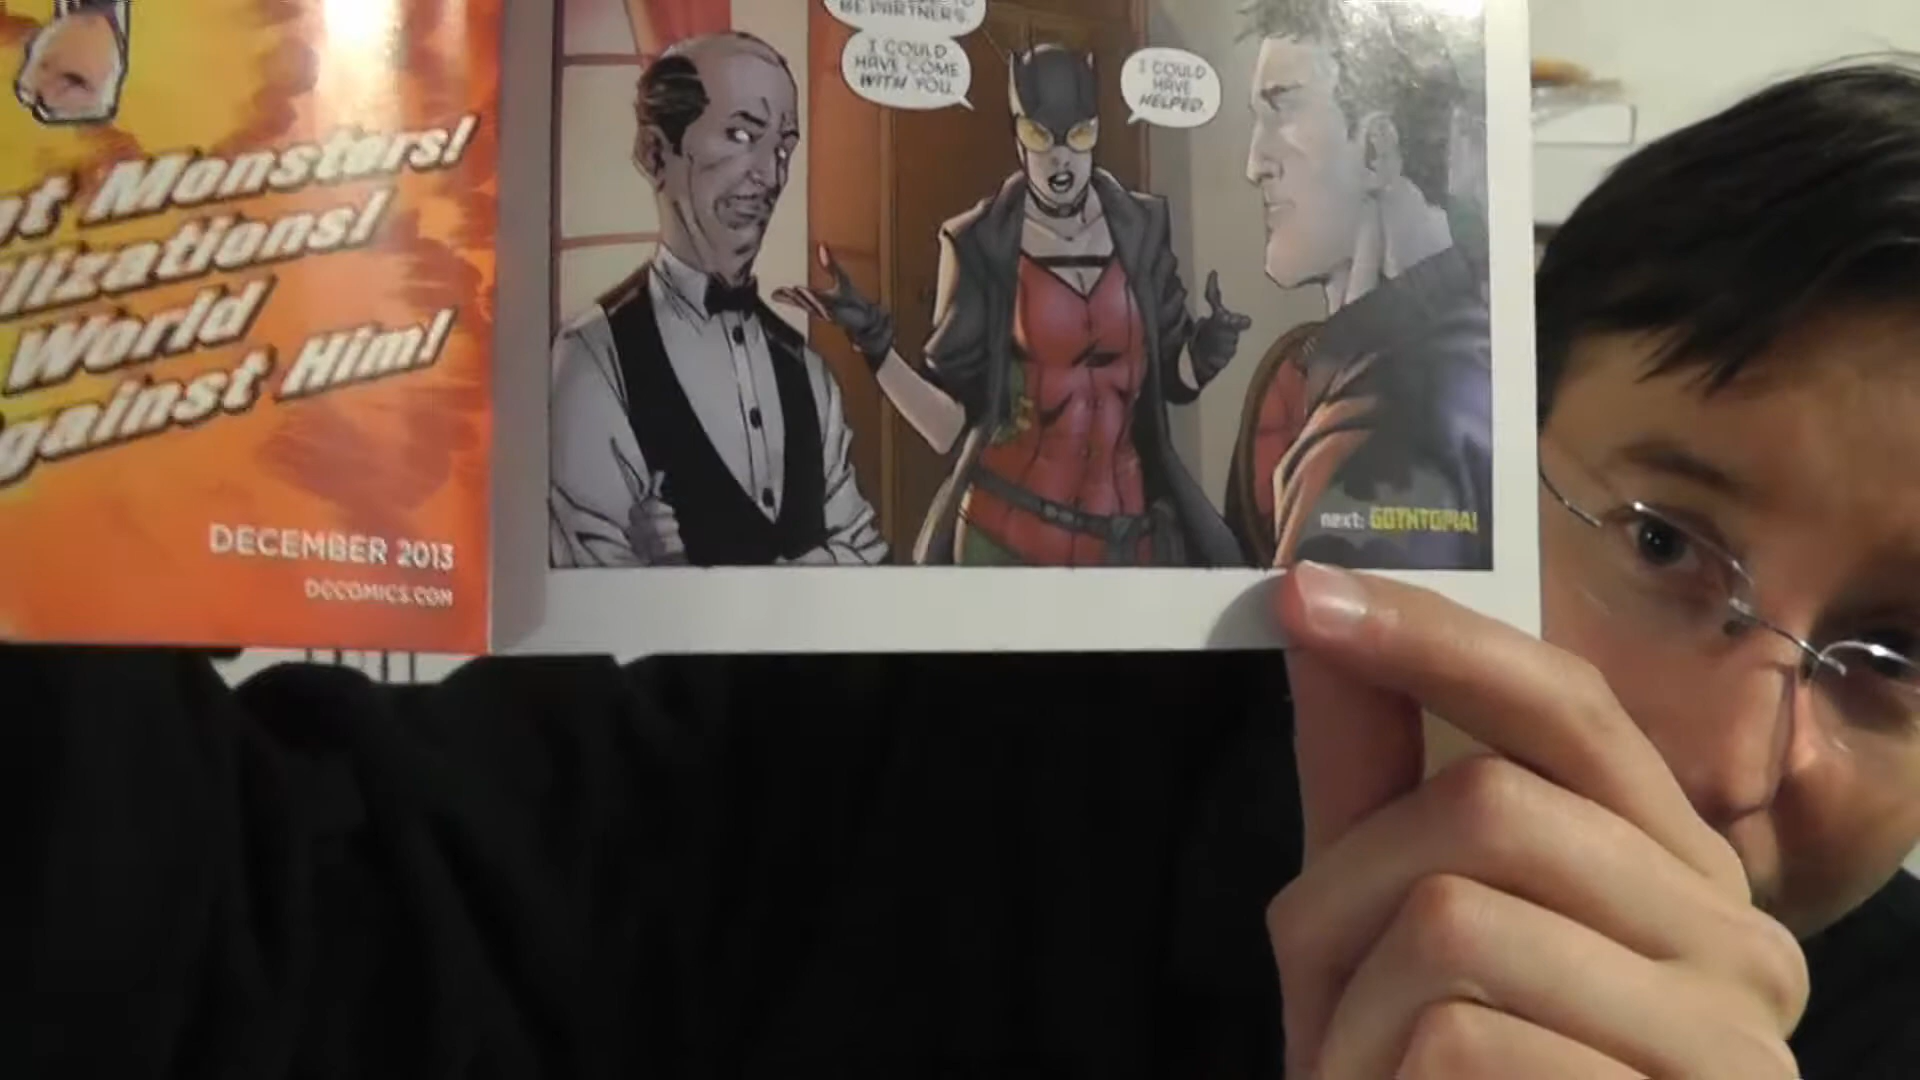 Monsters!
World
Against Him!
DECEMBER 2013
DCCOMICS.COM
BE PARTNERS.
I COULD
HAVE COME
WITH YOU.
I COULD
HAVE
HELPED.
next: GOTHTOPIA!